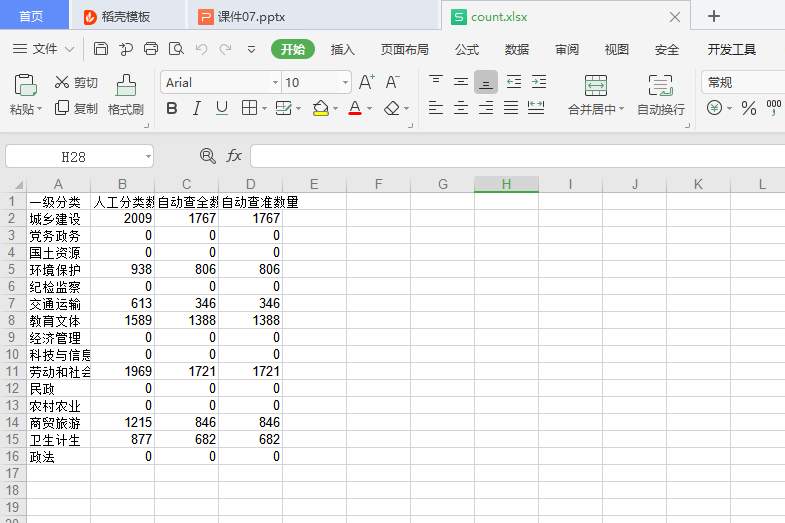 首页 稻壳模板 课件07.pptx count.xlsx
文件 开始 插入 页面布局 公式 数据 审阅 视图 安全 开发工具
剪切 Arial 10 A+ A- 常规
粘贴 复制 格式刷 B I U A 合并居中 自动换行 % 000
H28 fx
A B C D E F G H I J K L
1 一级分类 人工分类数 自动查全数 自动查准数量
2 城乡建设 2009 1767 1767
3 党务政务 0 0 0
4 国土资源 0 0 0
5 环境保护 938 806 806
6 纪检监察 0 0 0
7 交通运输 613 346 346
8 教育文体 1589 1388 1388
9 经济管理 0 0 0
10 科技与信息 0 0 0
11 劳动和社会 1969 1721 1721
12 民政 0 0 0
13 农村农业 0 0 0
14 商贸旅游 1215 846 846
15 卫生计生 877 682 682
16 政法 0 0 0
17
18
19
20